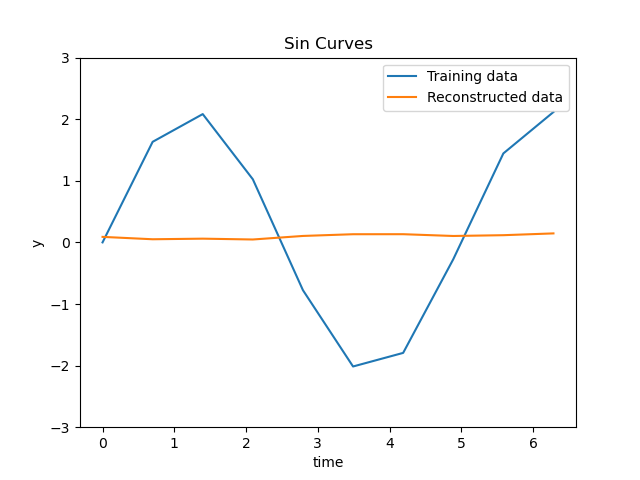 Sin Curves
Training data
Reconstructed data
3
2
1
0
−1
−2
−3
y
0 1 2 3 4 5 6
time